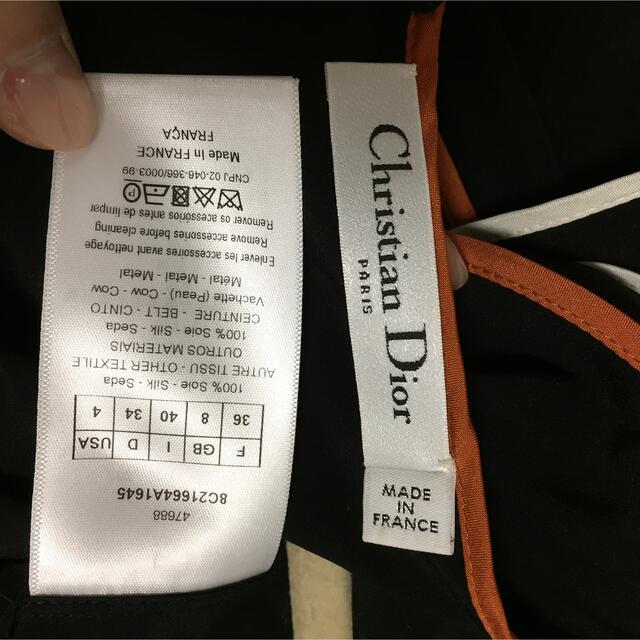 47688
8C21664A1645
F GB I D USA
36 8 40 34 4
100% Soie - Silk - Seda
AUTRE TISSU - OTHER TEXTILE
OUTROS MATERIAIS
100% Soie - Silk - Seda
CEINTURE - BELT - CINTO
Vachette (Peau) - Cow - Cow
Métal - Metal - Metal
Enlever les accessoires avant nettoyage
Remove accessories before cleaning
Remover os acessórios antes de limpar
P
CNPJ 02-046-366/0003-99
Made In FRANCE
FRANÇA
Christian Dior
PARIS
MADE
IN
FRANCE